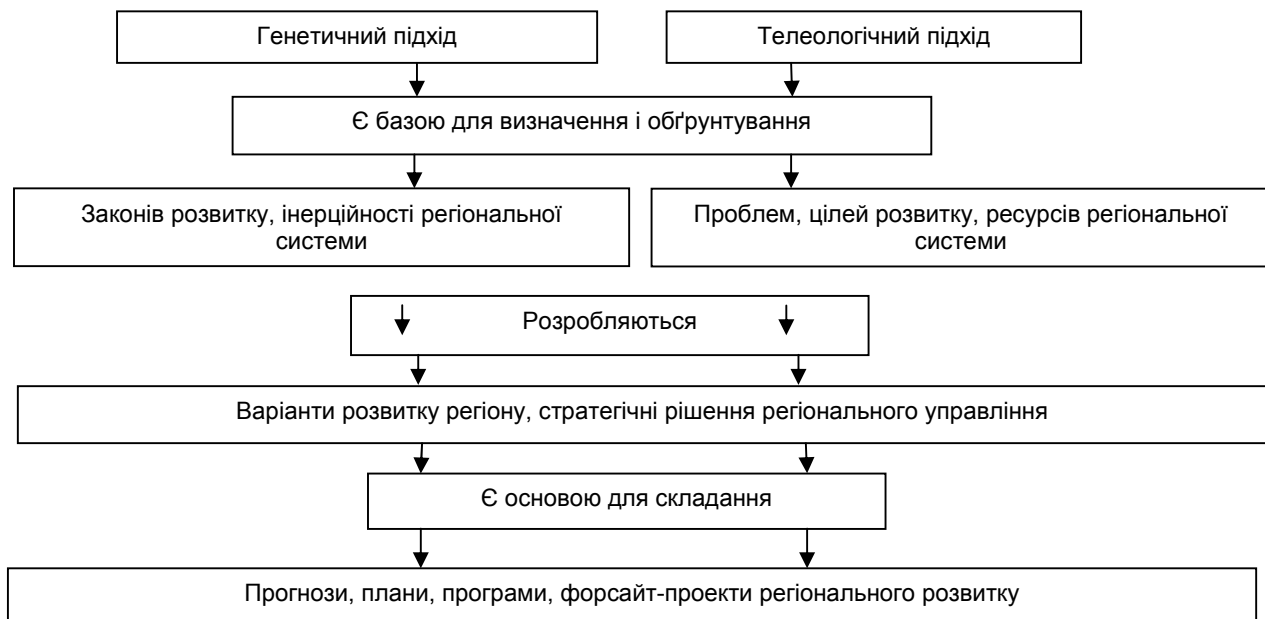 Генетичний підхід
Телеологічний підхід
Є базою для визначення і обґрунтування
Законів розвитку, інерційності регіональної
системи
Проблем, цілей розвитку, ресурсів регіональної
системи
Розробляються
Варіанти розвитку регіону, стратегічні рішення регіонального управління
Є основою для складання
Прогнози, плани, програми, форсайт-проекти регіонального розвитку